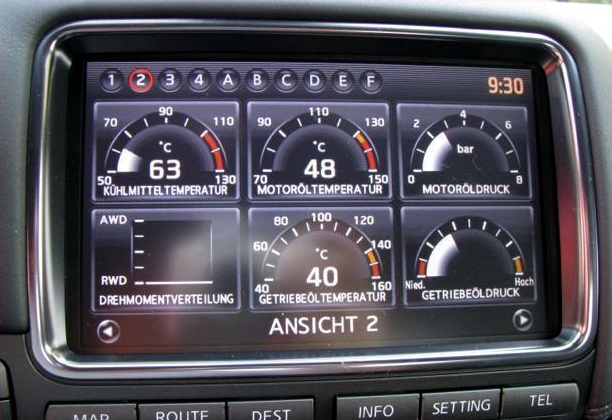 1 2 3 4 A B C D E F
9:30
50 70 90 110 130
°C
63
KÜHLMITTELTEMPERATUR
70 90 110 130 150
°C
48
MOTORÖLTEMPERATUR
0 2 4 6 8
bar
MOTORÖLDRUCK
AWD
RWD
DREHMOMENTVERTEILUNG
40 60 80 100 120 140 160
°C
40
GETRIEBEÖLTEMPERATUR
Nied. Hoch
GETRIEBEÖLDRUCK
ANSICHT 2
MAP ROUTE DEST INFO SETTING TEL